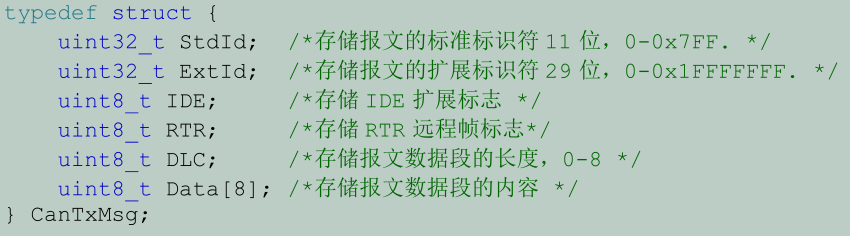 typedef struct {
    uint32_t StdId;  /*存储报文的标准标识符 11 位，0-0x7FF. */
    uint32_t ExtId;  /*存储报文的扩展标识符 29 位，0-0x1FFFFFFF. */
    uint8_t IDE;     /*存储 IDE 扩展标志 */
    uint8_t RTR;     /*存储 RTR 远程帧标志*/
    uint8_t DLC;     /*存储报文数据段的长度，0-8 */
    uint8_t Data[8]; /*存储报文数据段的内容 */
} CanTxMsg;